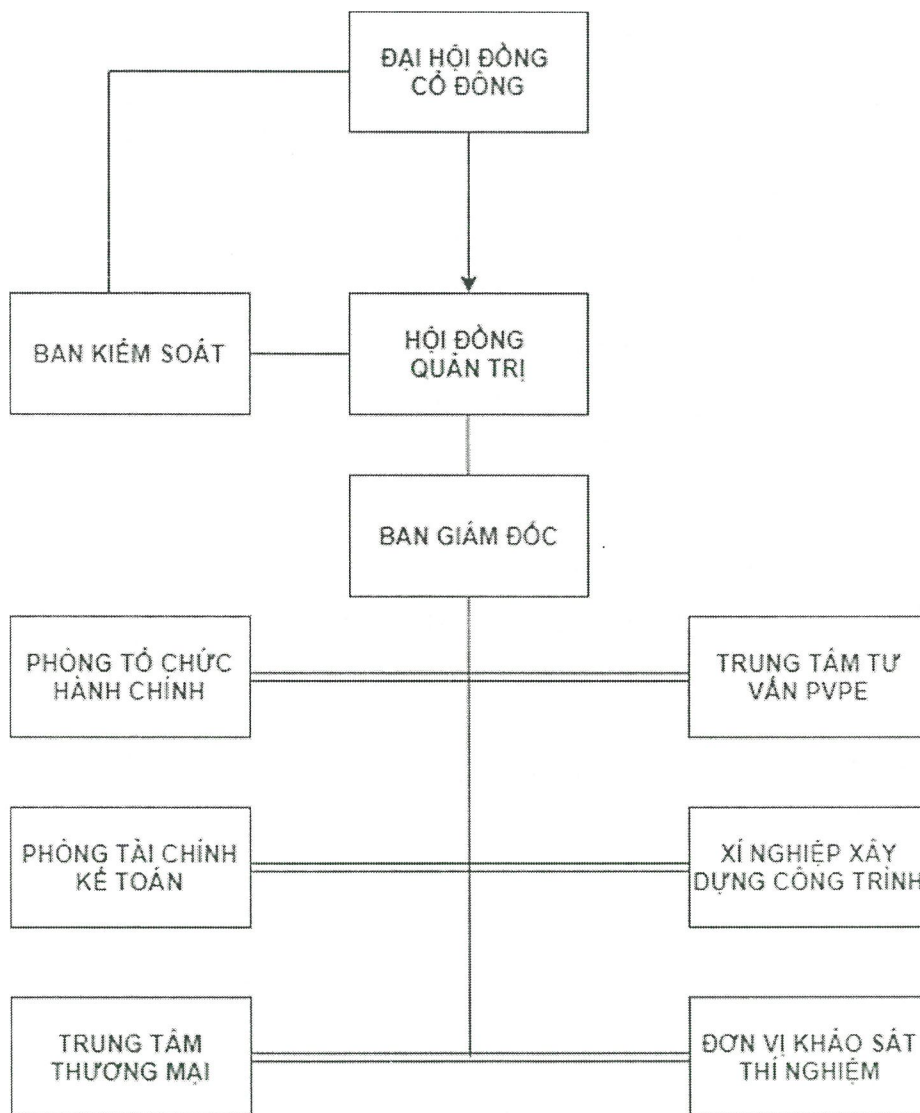 ĐẠI HỘI ĐỒNG
CỔ ĐÔNG
BAN KIỂM SOÁT
HỘI ĐỒNG
QUẢN TRỊ
BAN GIÁM ĐỐC
PHÒNG TỔ CHỨC
HÀNH CHÍNH
TRUNG TÂM TƯ
VẤN PVPE
PHÒNG TÀI CHÍNH
KẾ TOÁN
XÍ NGHIỆP XÂY
DỰNG CÔNG TRÌNH
TRUNG TÂM
THƯƠNG MẠI
ĐƠN VỊ KHẢO SÁT
THÍ NGHIỆM